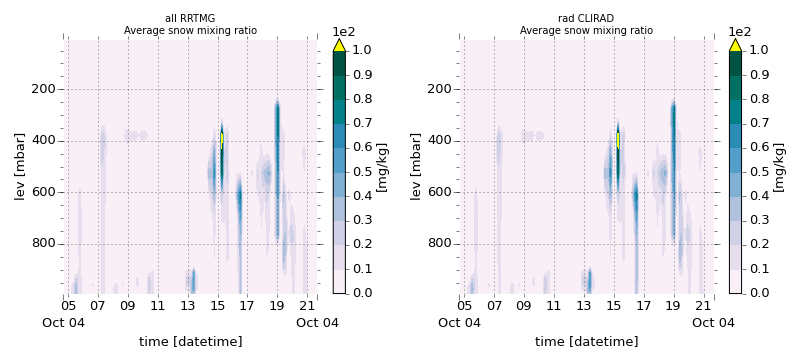 all RRTMG
Average snow mixing ratio
1e2
1.0
0.9
0.8
0.7
0.6
0.5
0.4
0.3
0.2
0.1
0.0
[mg/kg]
200
400
600
800
lev [mbar]
05 07 09 11 13 15 17 19 21
Oct 04 Oct 04
time [datetime]
rad CLIRAD
Average snow mixing ratio
1e2
1.0
0.9
0.8
0.7
0.6
0.5
0.4
0.3
0.2
0.1
0.0
[mg/kg]
200
400
600
800
lev [mbar]
05 07 09 11 13 15 17 19 21
Oct 04 Oct 04
time [datetime]